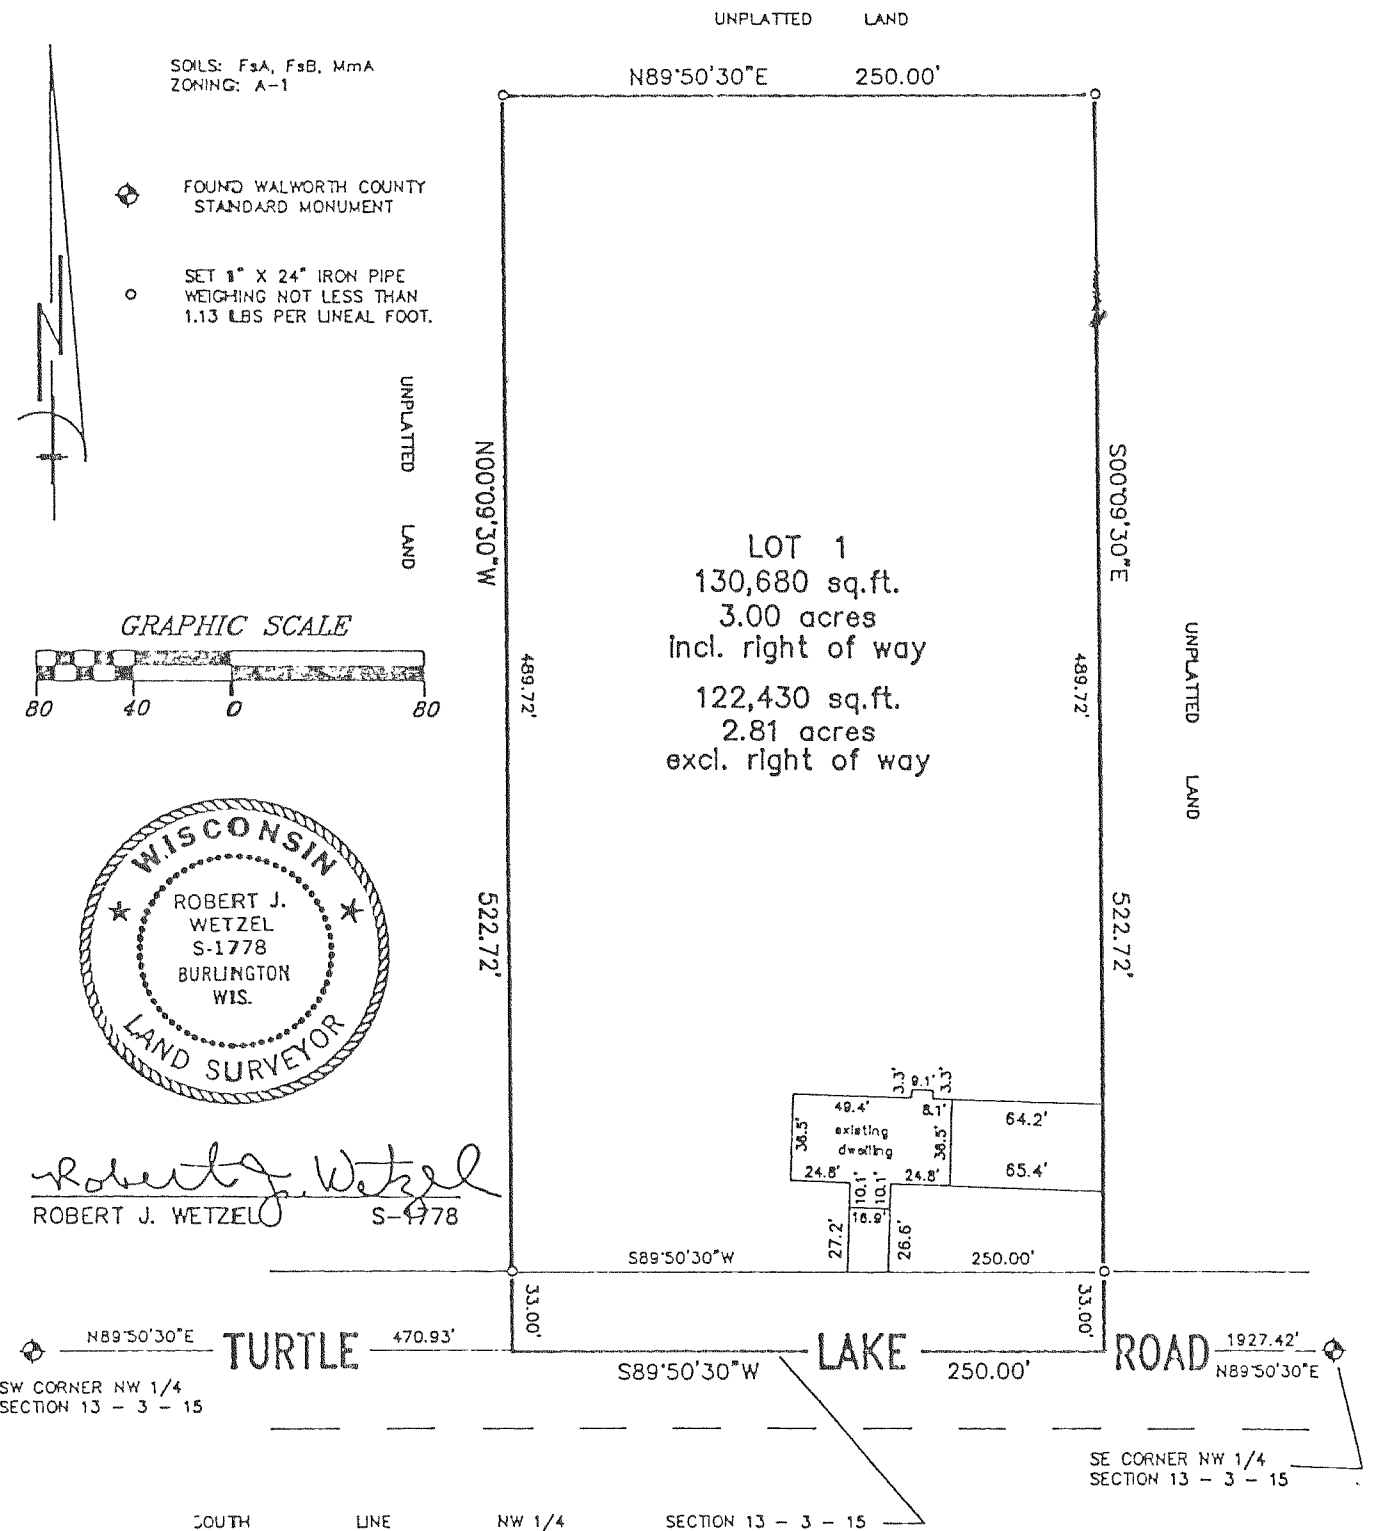 UNPLATTED LAND
SOILS: FsA, FsB, MmA
ZONING: A-1
N89°50'30"E 250.00'
FOUND WALWORTH COUNTY
STANDARD MONUMENT
SET 1" X 24" IRON PIPE
WEIGHING NOT LESS THAN
1.13 LBS PER LINEAL FOOT.
N
UNPLATTED LAND
N00°09'30"W
S00°09'30"E
LOT 1
130,680 sq.ft.
3.00 acres
incl. right of way
122,430 sq.ft.
2.81 acres
excl. right of way
GRAPHIC SCALE
80 40 0 80
489.72'
489.72'
UNPLATTED LAND
WISCONSIN
ROBERT J.
WETZEL
S-1778
BURLINGTON
WIS.
LAND SURVEYOR
522.72'
522.72'
3.3' 9.1' 3.3'
49.4' 8.1' 64.2'
38.5' existing 38.5'
dwelling
24.8' 10.1' 10.1' 24.8' 65.4'
16.9'
27.2' 26.6'
Robert J. Wetzel
ROBERT J. WETZEL S-1778
S89°50'30"W 250.00'
33.00' 33.00'
N89°50'30"E TURTLE 470.93' LAKE ROAD 1927.42'
S89°50'30"W 250.00' N89°50'30"E
SW CORNER NW 1/4
SECTION 13 - 3 - 15
SE CORNER NW 1/4
SECTION 13 - 3 - 15
SOUTH LINE NW 1/4 SECTION 13 - 3 - 15